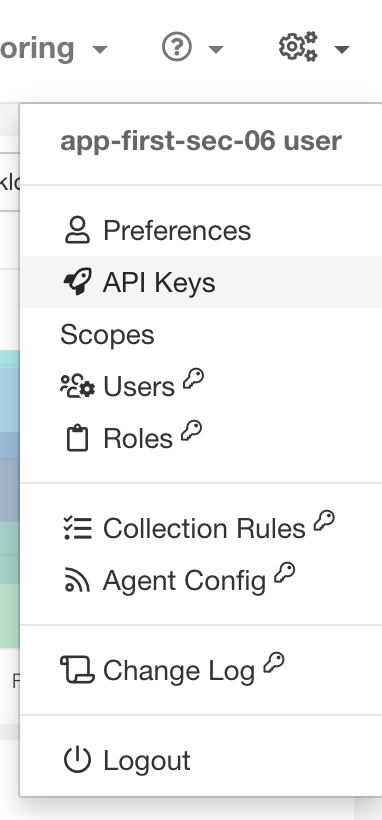 oring
app-first-sec-06 user
Preferences
API Keys
Scopes
Users
Roles
Collection Rules
Agent Config
Change Log
Logout